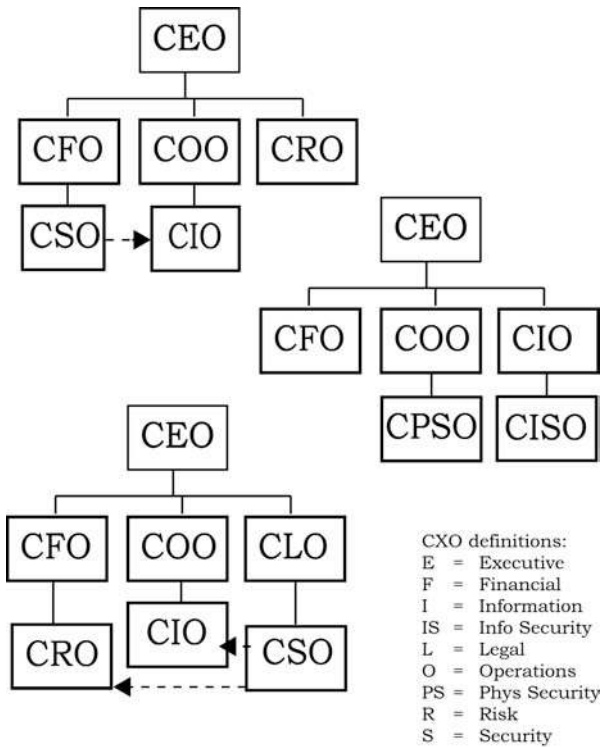 CEO
CFO COO CRO
CSO CIO
CEO
CFO COO CIO
CPSO CISO
CEO
CFO COO CLO
CRO CIO CSO
CXO definitions:
E = Executive
F = Financial
I = Information
IS = Info Security
L = Legal
O = Operations
PS = Phys Security
R = Risk
S = Security